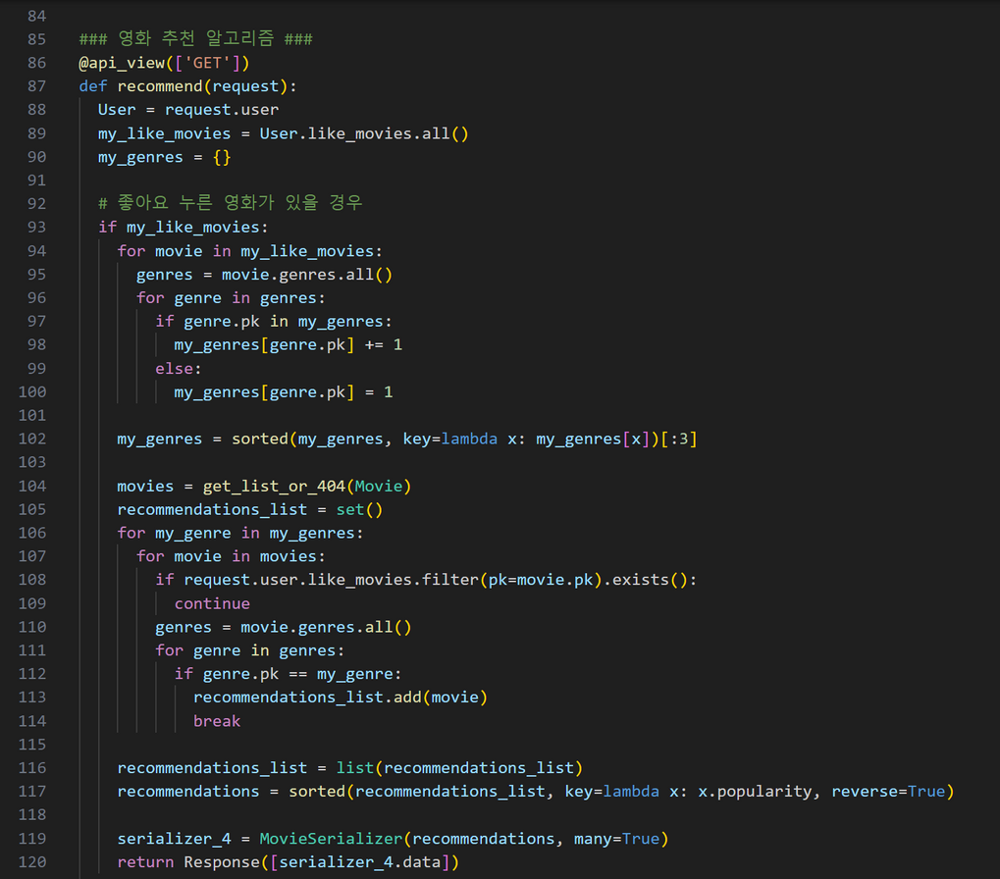 84
85 ### 영화 추천 알고리즘 ###
86 @api_view(['GET'])
87 def recommend(request):
88   User = request.user
89   my_like_movies = User.like_movies.all()
90   my_genres = {}
91
92   # 좋아요 누른 영화가 있을 경우
93   if my_like_movies:
94     for movie in my_like_movies:
95       genres = movie.genres.all()
96       for genre in genres:
97         if genre.pk in my_genres:
98           my_genres[genre.pk] += 1
99         else:
100           my_genres[genre.pk] = 1
101
102     my_genres = sorted(my_genres, key=lambda x: my_genres[x])[:3]
103
104     movies = get_list_or_404(Movie)
105     recommendations_list = set()
106     for my_genre in my_genres:
107       for movie in movies:
108         if request.user.like_movies.filter(pk=movie.pk).exists():
109           continue
110         genres = movie.genres.all()
111         for genre in genres:
112           if genre.pk == my_genre:
113             recommendations_list.add(movie)
114             break
115
116     recommendations_list = list(recommendations_list)
117     recommendations = sorted(recommendations_list, key=lambda x: x.popularity, reverse=True)
118
119     serializer_4 = MovieSerializer(recommendations, many=True)
120     return Response([serializer_4.data])